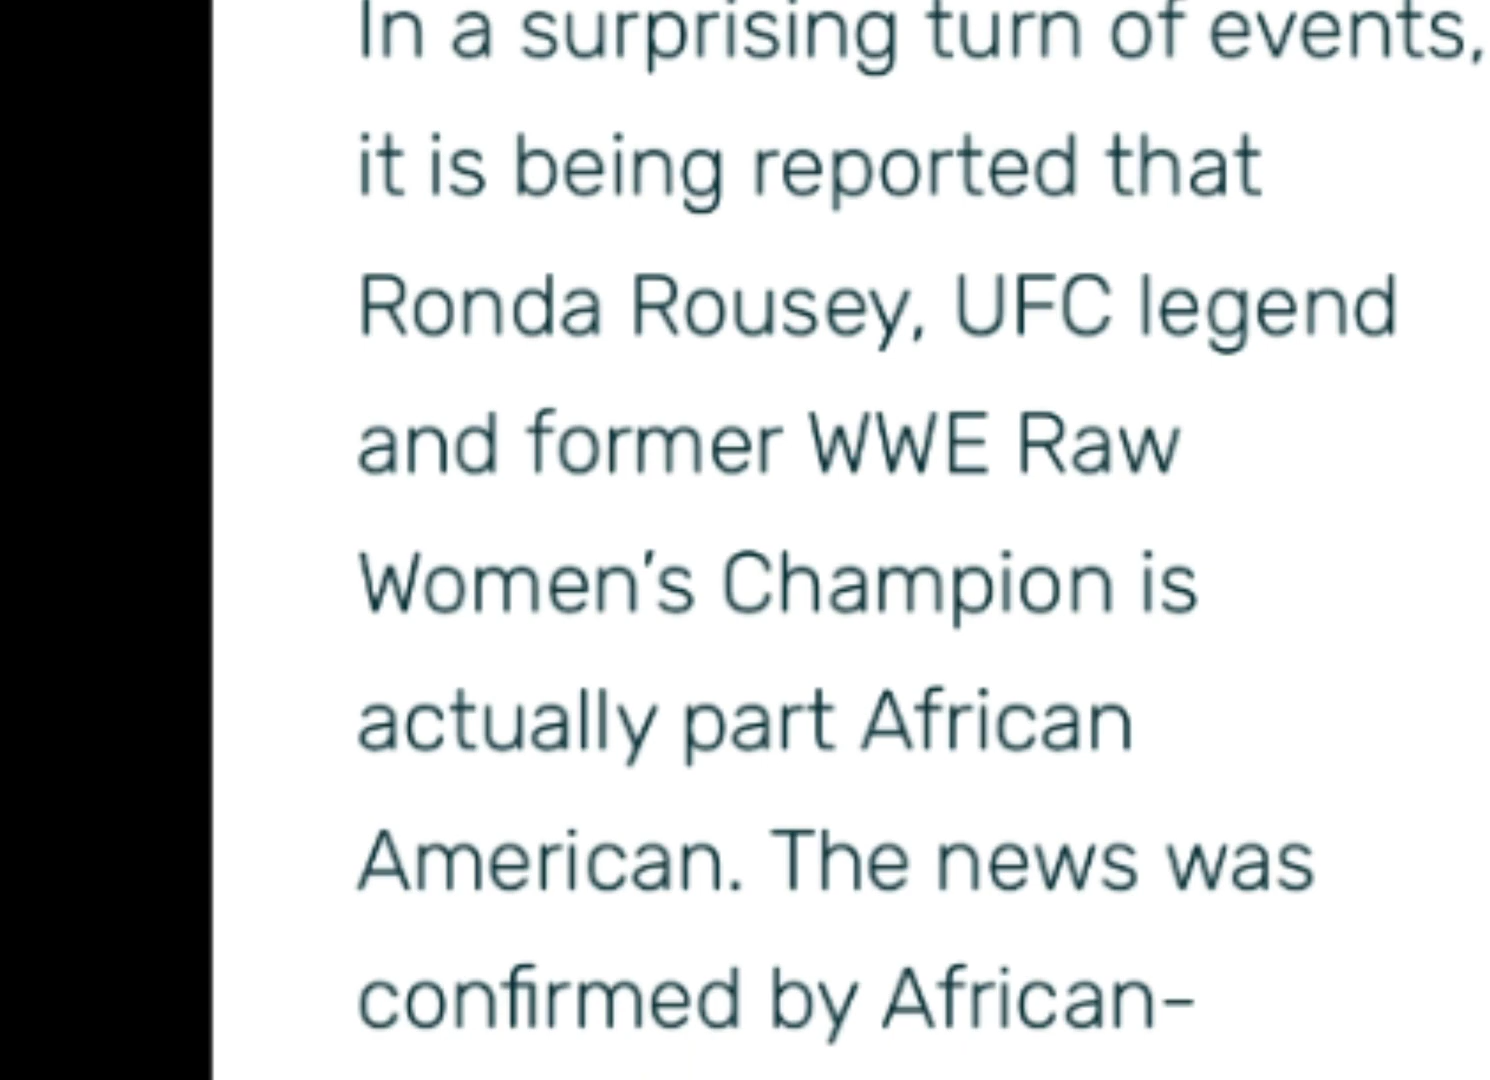 In a surprising turn of events,
it is being reported that
Ronda Rousey, UFC legend
and former WWE Raw
Women’s Champion is
actually part African
American. The news was
confirmed by African-